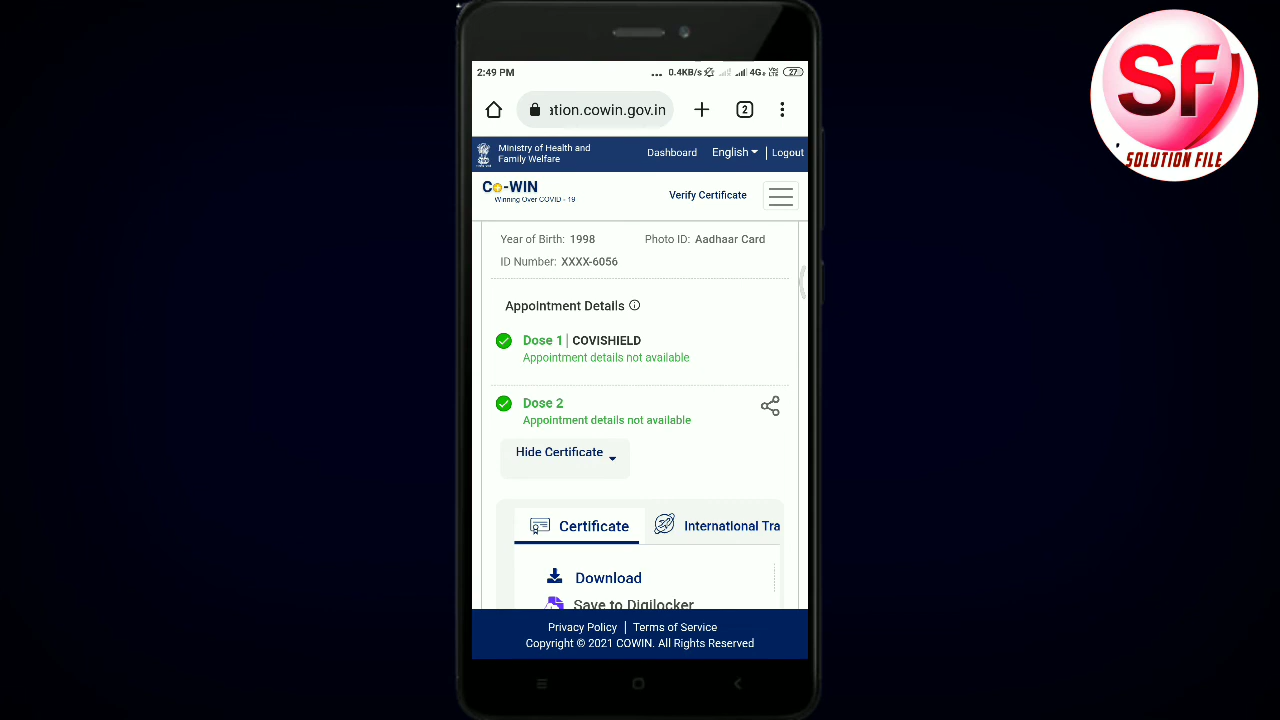 2:49 PM
... 0.4KB/s 4G+ Vo LTE 27
ation.cowin.gov.in
2
Ministry of Health and
Family Welfare
Dashboard English Logout
Co-WIN
Winning Over COVID - 19
Verify Certificate
Year of Birth: 1998 Photo ID: Aadhaar Card
ID Number: XXXX-6056
Appointment Details
Dose 1 | COVISHIELD
Appointment details not available
Dose 2
Appointment details not available
Hide Certificate
Certificate International Tra
Download
Save to Digilocker
Privacy Policy | Terms of Service
Copyright © 2021 COWIN. All Rights Reserved
SF
SOLUTION FILE